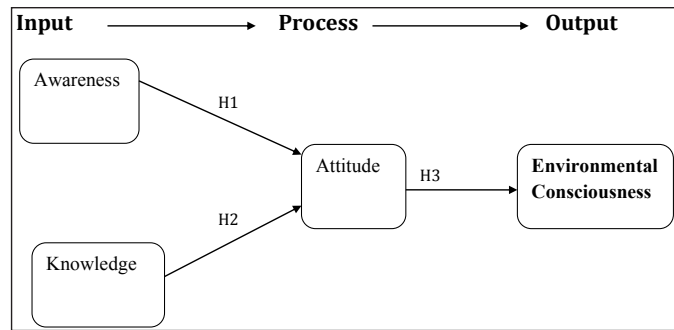 Input Process Output
Awareness
H1
Attitude
H3
Environmental
Consciousness
H2
Knowledge